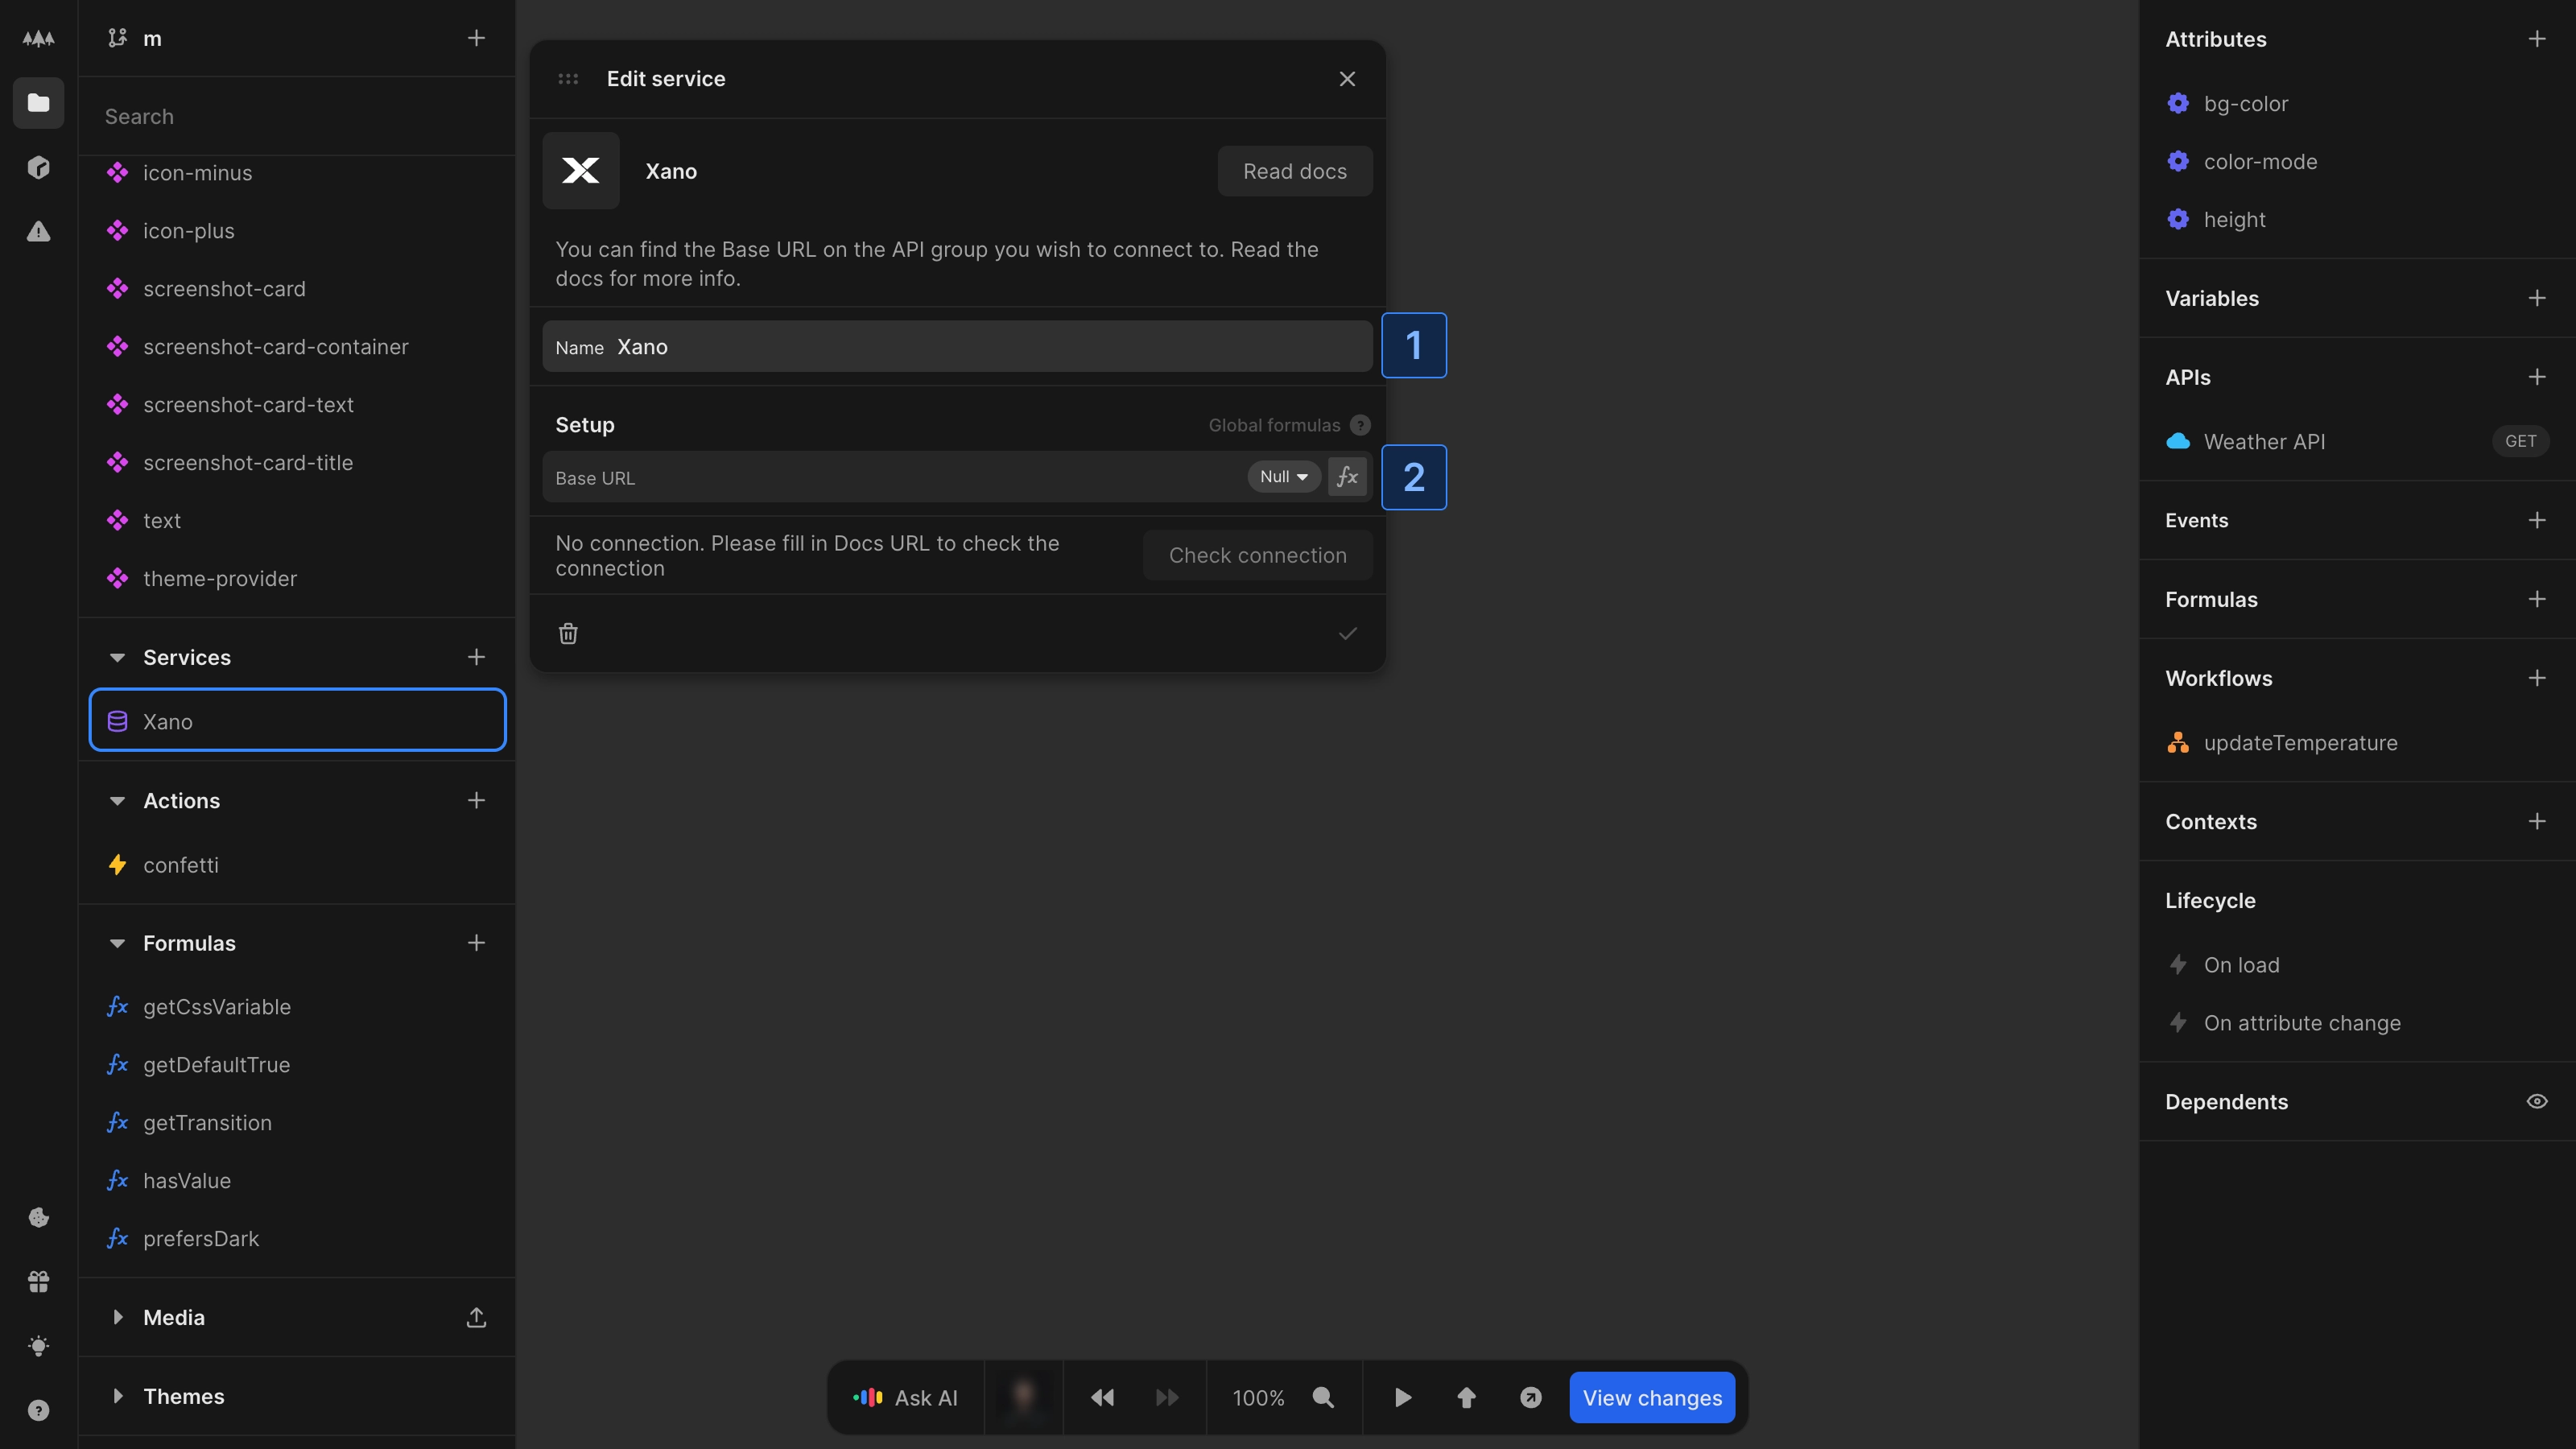 m
Search
icon-minus
icon-plus
screenshot-card
screenshot-card-container
screenshot-card-text
screenshot-card-title
text
theme-provider
Services
Xano
Actions
confetti
Formulas
fx getCssVariable
fx getDefaultTrue
fx getTransition
fx hasValue
fx prefersDark
Media
Themes
Edit service
Xano
Read docs
You can find the Base URL on the API group you wish to connect to. Read the
docs for more info.
Name Xano
1
Setup
Global formulas ?
Base URL
Null
fx
2
No connection. Please fill in Docs URL to check the
connection
Check connection
Ask AI
100%
View changes
Attributes
bg-color
color-mode
height
Variables
APIs
Weather API
GET
Events
Formulas
Workflows
updateTemperature
Contexts
Lifecycle
On load
On attribute change
Dependents